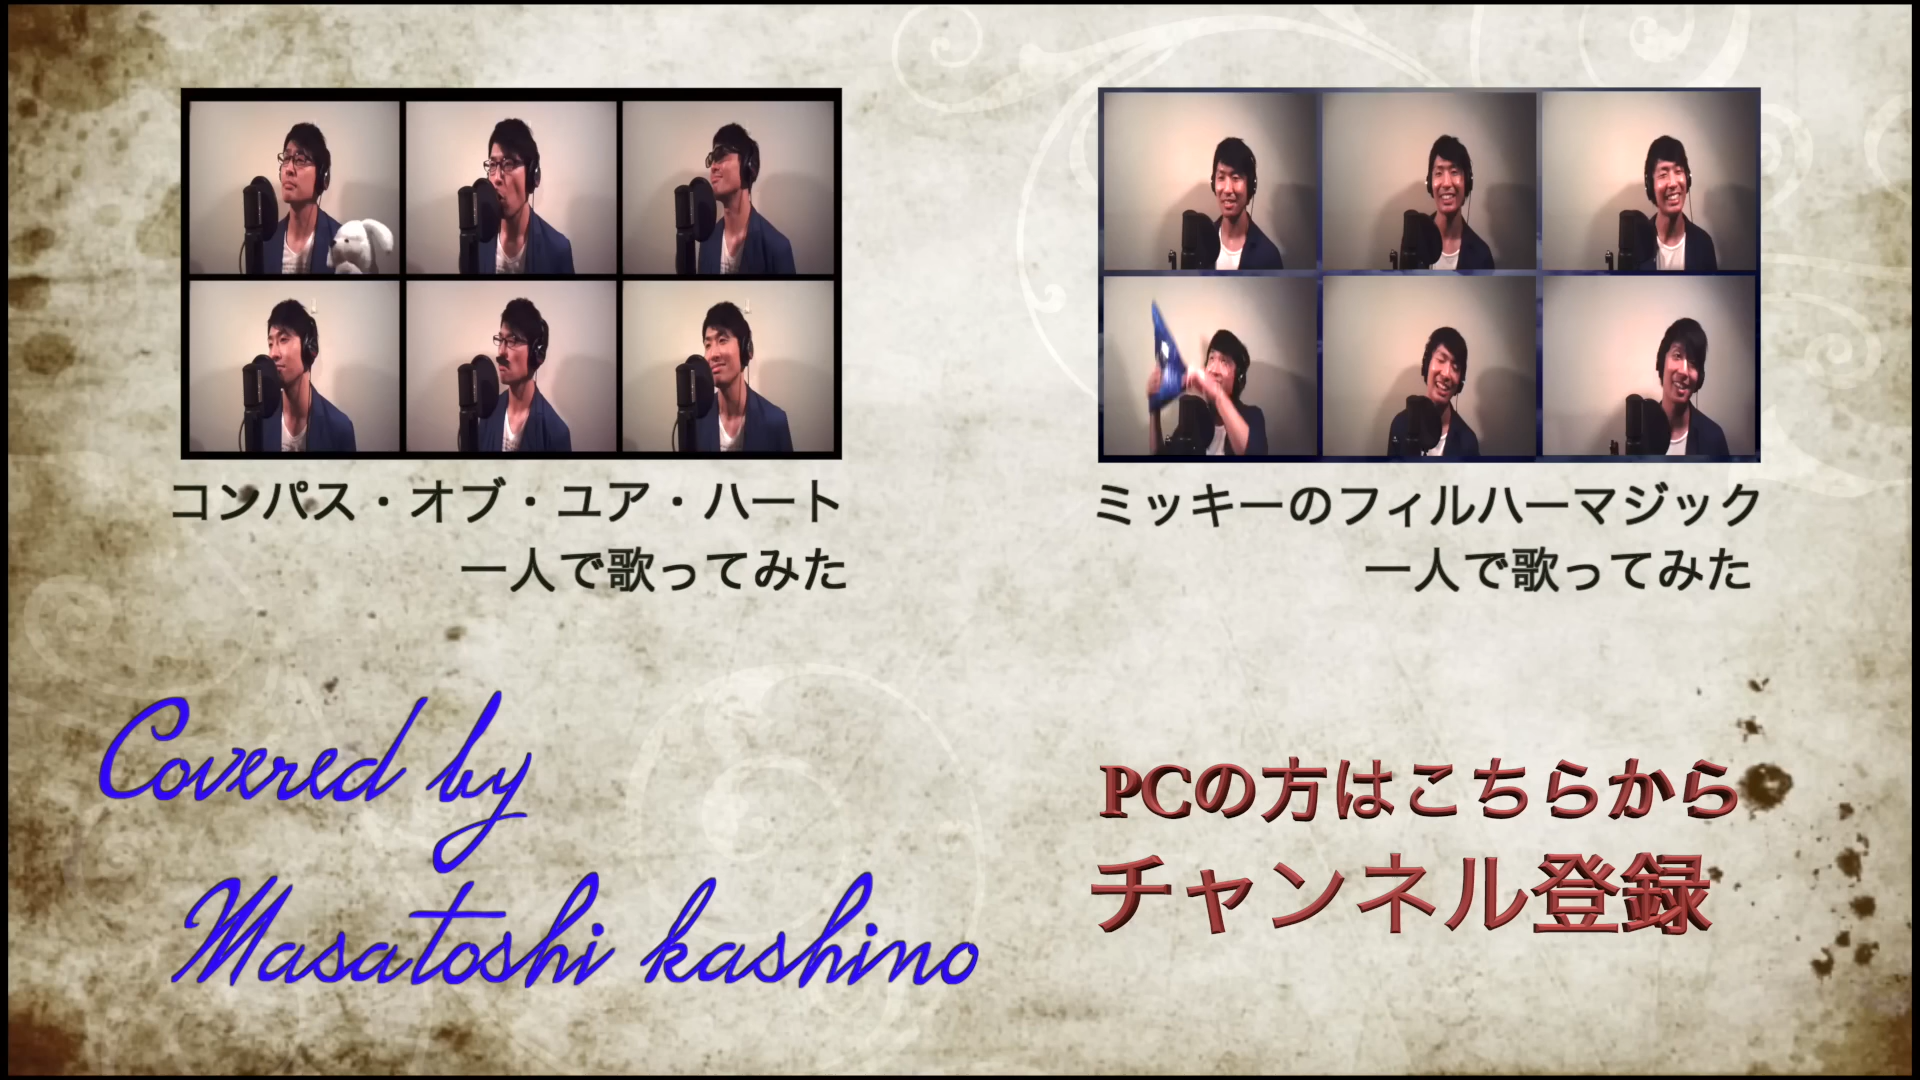 コンパス・オブ・ユア・ハート
一人で歌ってみた
ミッキーのフィルハーマジック
一人で歌ってみた
Covered by
Masatoshi kashino
PCの方はこちらから
チャンネル登録